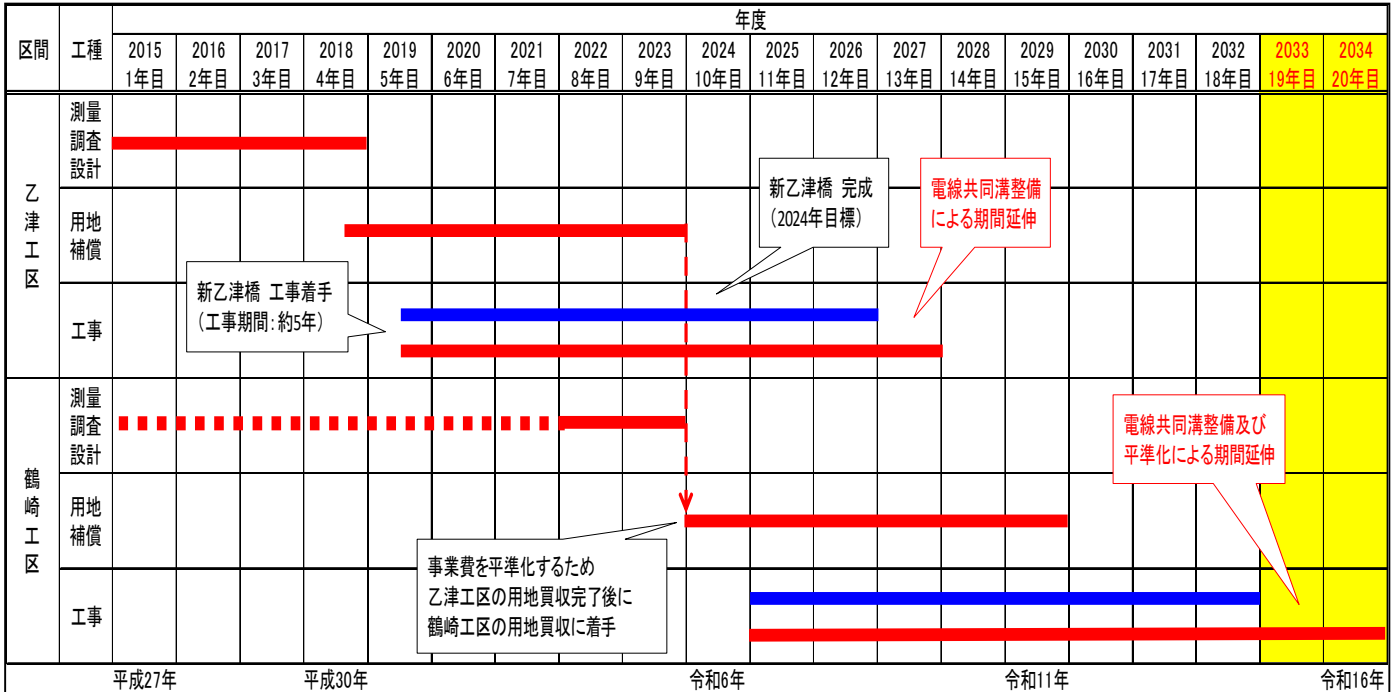 年度
区間 工種 2015 2016 2017 2018 2019 2020 2021 2022 2023 2024 2025 2026 2027 2028 2029 2030 2031 2032 2033 2034
1年目 2年目 3年目 4年目 5年目 6年目 7年目 8年目 9年目 10年目 11年目 12年目 13年目 14年目 15年目 16年目 17年目 18年目 19年目 20年目
乙津工区
測量
調査
設計
用地
補償
新乙津橋 完成
(2024年目標)
電線共同溝整備
による期間延伸
工事
新乙津橋 工事着手
(工事期間:約5年)
鶴崎工区
測量
調査
設計
電線共同溝整備及び
平準化による期間延伸
用地
補償
事業費を平準化するため
乙津工区の用地買収完了後に
鶴崎工区の用地買収に着手
工事
平成27年 平成30年 令和6年 令和11年 令和16年